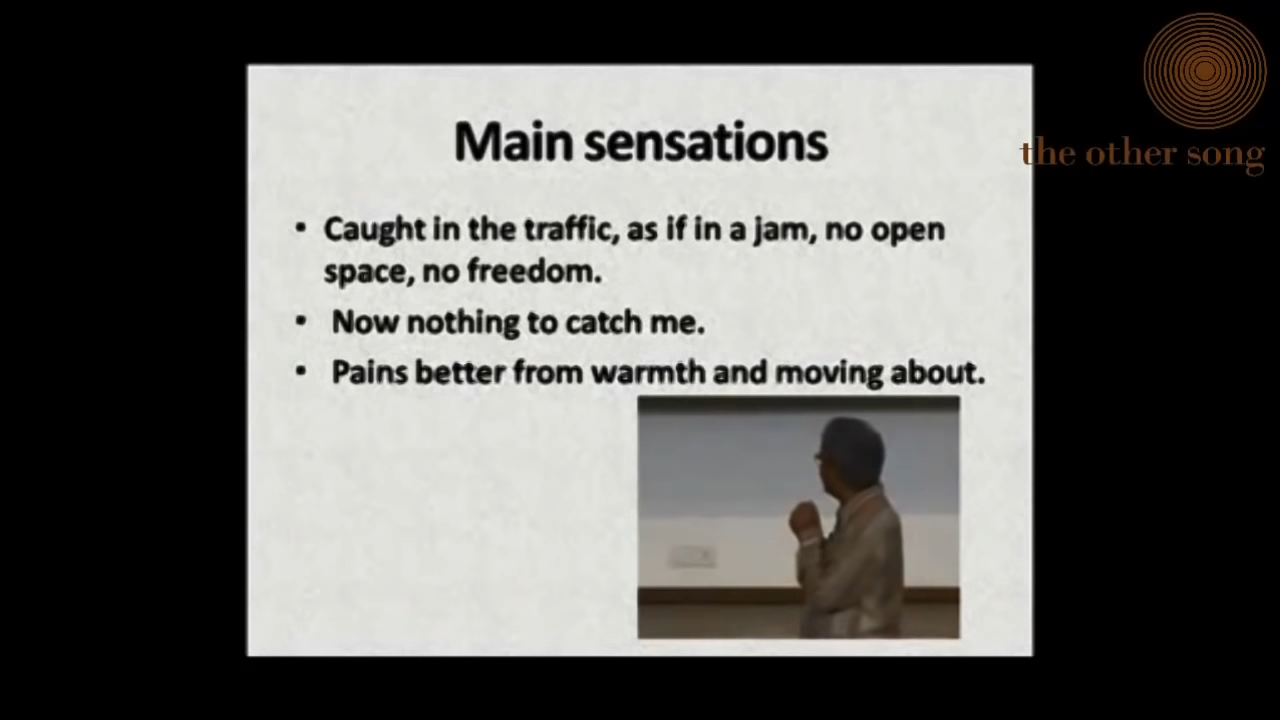 the other song
Main sensations
• Caught in the traffic, as if in a jam, no open
space, no freedom.
• Now nothing to catch me.
• Pains better from warmth and moving about.